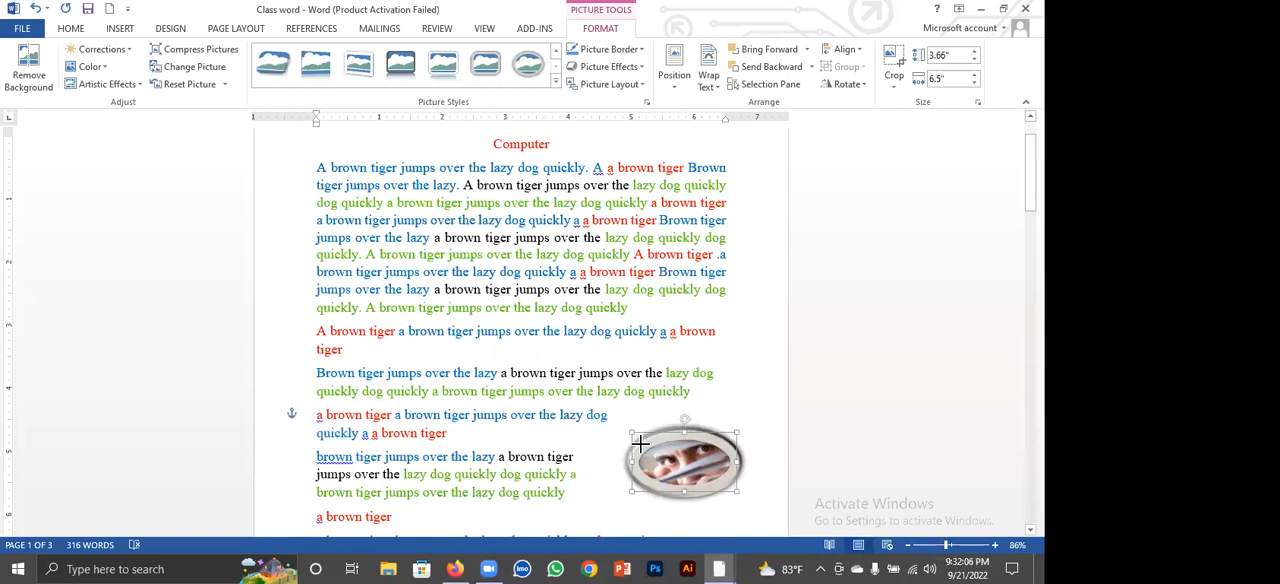 Class word - Word (Product Activation Failed)
PICTURE TOOLS
FILE HOME INSERT DESIGN PAGE LAYOUT REFERENCES MAILINGS REVIEW VIEW ADD-INS FORMAT Microsoft account
Remove Background
Corrections
Color
Artistic Effects
Compress Pictures
Change Picture
Reset Picture
Adjust
Picture Styles
Picture Border
Picture Effects
Picture Layout
Position
Wrap Text
Bring Forward
Send Backward
Selection Pane
Align
Group
Rotate
Arrange
Crop
3.66"
6.5"
Size
1 1 2 3 4 5 6 7
Computer
A brown tiger jumps over the lazy dog quickly. A a brown tiger Brown
tiger jumps over the lazy. A brown tiger jumps over the lazy dog quickly
dog quickly a brown tiger jumps over the lazy dog quickly a brown tiger
a brown tiger jumps over the lazy dog quickly a a brown tiger Brown tiger
jumps over the lazy a brown tiger jumps over the lazy dog quickly dog
quickly. A brown tiger jumps over the lazy dog quickly A brown tiger .a
brown tiger jumps over the lazy dog quickly a a brown tiger Brown tiger
jumps over the lazy a brown tiger jumps over the lazy dog quickly dog
quickly. A brown tiger jumps over the lazy dog quickly
A brown tiger a brown tiger jumps over the lazy dog quickly a a brown
tiger
Brown tiger jumps over the lazy a brown tiger jumps over the lazy dog
quickly dog quickly a brown tiger jumps over the lazy dog quickly
a brown tiger a brown tiger jumps over the lazy dog
quickly a a brown tiger
brown tiger jumps over the lazy a brown tiger
jumps over the lazy dog quickly dog quickly a
brown tiger jumps over the lazy dog quickly
a brown tiger
Activate Windows
Go to Settings to activate Windows.
PAGE 1 OF 3 316 WORDS 86%
Type here to search
83°F
9:32:06 PM
9/21/2022